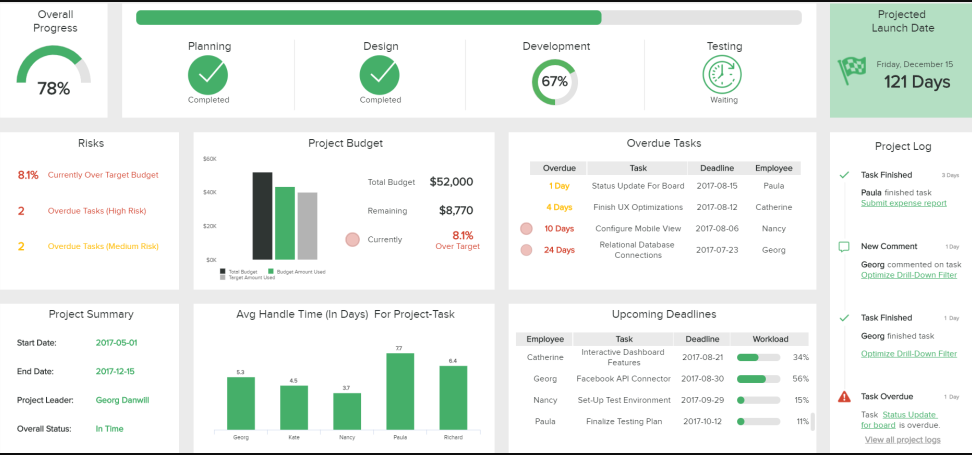 Overall
Progress
78%
Planning
Completed
Design
Completed
Development
67%
Testing
Waiting
Projected
Launch Date
Friday, December 15
121 Days
Risks
8.1% Currently Over Target Budget
2 Overdue Tasks (High Risk)
2 Overdue Tasks (Medium Risk)
Project Budget
$60K
$40K
$20K
$0K
Total Budget
Budget Amount Used
Target Amount Used
Total Budget $52,000
Remaining $8,770
Currently 8.1%
Over Target
Overdue Tasks
Overdue Task Deadline Employee
1 Day Status Update For Board 2017-08-15 Paula
4 Days Finish UX Optimizations 2017-08-12 Catherine
10 Days Configure Mobile View 2017-08-06 Nancy
24 Days Relational Database Connections 2017-07-23 Georg
Project Log
Task Finished 3 Days
Paula finished task
Submit expense report
New Comment 1 Day
Georg commented on task
Optimize Drill-Down Filter
Task Finished 1 Day
Georg finished task
Optimize Drill-Down Filter
Task Overdue 1 Day
Task Status Update
for board is overdue.
View all project logs
Project Summary
Start Date: 2017-05-01
End Date: 2017-12-15
Project Leader: Georg Danwill
Overall Status: In Time
Avg Handle Time (In Days) For Project-Task
5.3
4.5
3.7
7.7
6.4
Georg
Kate
Nancy
Paula
Richard
Upcoming Deadlines
Employee Task Deadline Workload
Catherine Interactive Dashboard Features 2017-08-21 34%
Georg Facebook API Connector 2017-08-30 56%
Nancy Set-Up Test Environment 2017-09-29 15%
Paula Finalize Testing Plan 2017-10-12 11%